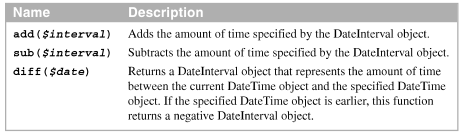 Name Description
add($interval) Adds the amount of time specified by the DateInterval object.
sub($interval) Subtracts the amount of time specified by the DateInterval object.
diff($date) Returns a DateInterval object that represents the amount of time
between the current DateTime object and the specified DateTime
object. If the specified DateTime object is earlier, this function
returns a negative DateInterval object.